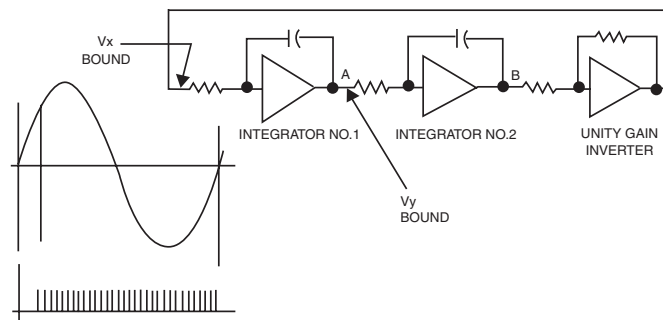 Vx
BOUND
A
B
INTEGRATOR NO.1
INTEGRATOR NO.2
UNITY GAIN
INVERTER
Vy
BOUND